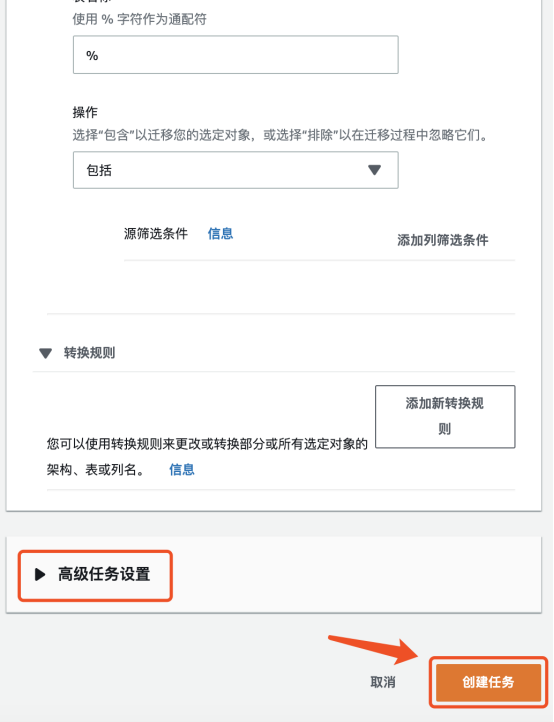 使用 % 字符作为通配符
%
操作
选择“包含”以迁移您的选定对象，或选择“排除”以在迁移过程中忽略它们。
包括
源筛选条件 信息
添加列筛选条件
转换规则
添加新转换规
则
您可以使用转换规则来更改或转换部分或所有选定对象的
架构、表或列名。 信息
高级任务设置
取消 创建任务